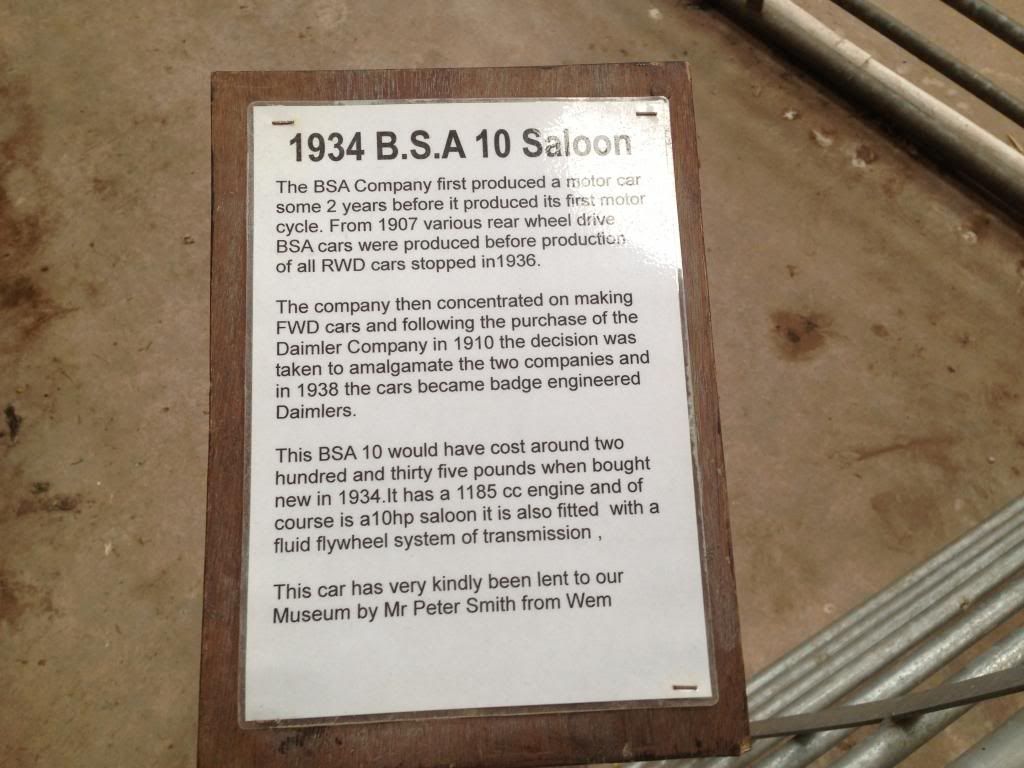 1934 B.S.A 10 Saloon
The BSA Company first produced a motor car
some 2 years before it produced its first motor
cycle. From 1907 various rear wheel drive
BSA cars were produced before production
of all RWD cars stopped in1936.
The company then concentrated on making
FWD cars and following the purchase of the
Daimler Company in 1910 the decision was
taken to amalgamate the two companies and
in 1938 the cars became badge engineered
Daimlers.
This BSA 10 would have cost around two
hundred and thirty five pounds when bought
new in 1934.It has a 1185 cc engine and of
course is a10hp saloon it is also fitted  with a
fluid flywheel system of transmission ,
This car has very kindly been lent to our
Museum by Mr Peter Smith from Wem